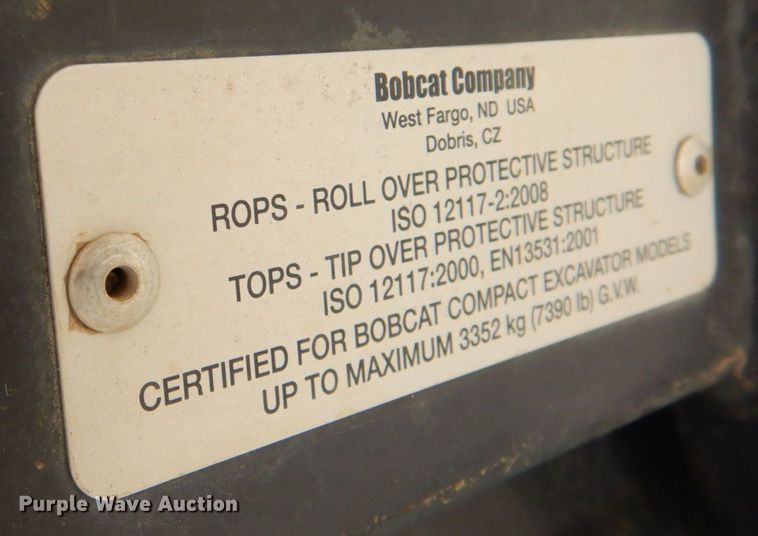 Bobcat Company
West Fargo, ND USA
Dobris, CZ
ROPS - ROLL OVER PROTECTIVE STRUCTURE
ISO 12117-2:2008
TOPS - TIP OVER PROTECTIVE STRUCTURE
ISO 12117:2000, EN13531:2001
CERTIFIED FOR BOBCAT COMPACT EXCAVATOR MODELS
UP TO MAXIMUM 3352 kg (7390 lb) G.V.W.
Purple Wave Auction